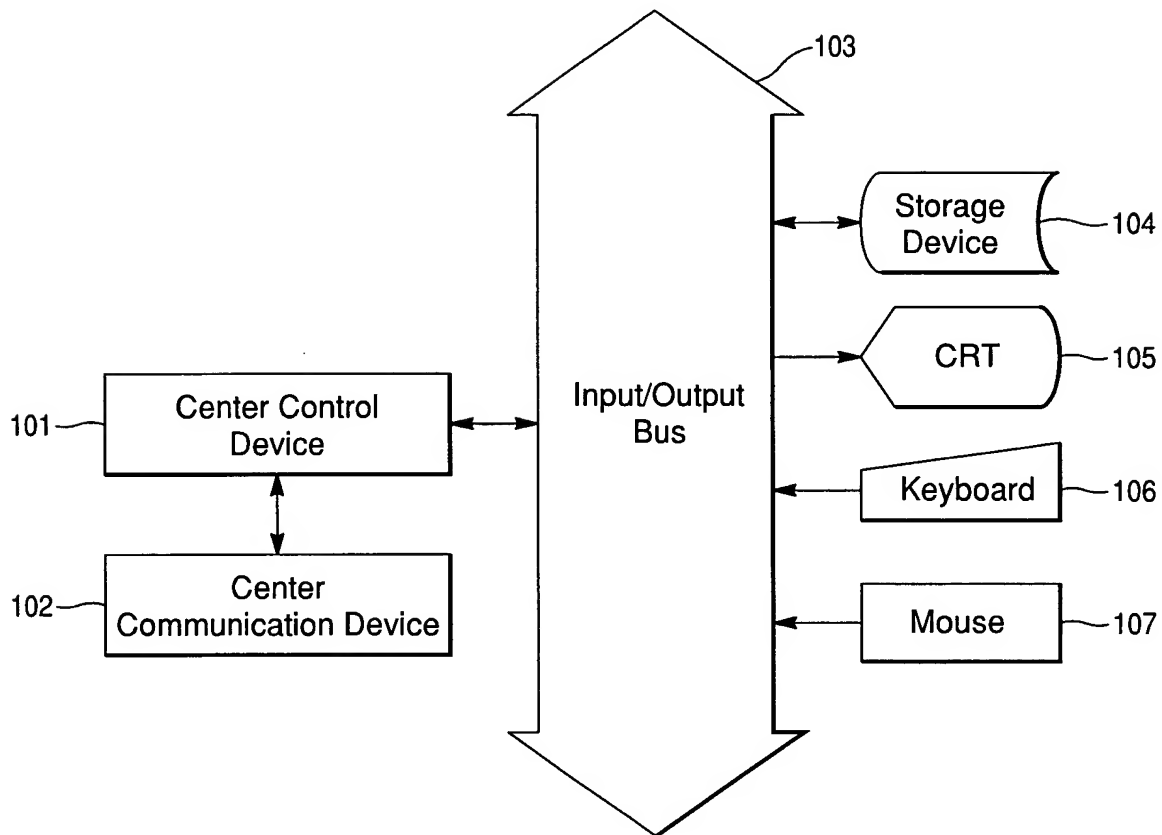 103
Storage
Device
104
CRT
105
Input/Output
Bus
Center Control
Device
101
Keyboard
106
Center
Communication Device
102
Mouse
107